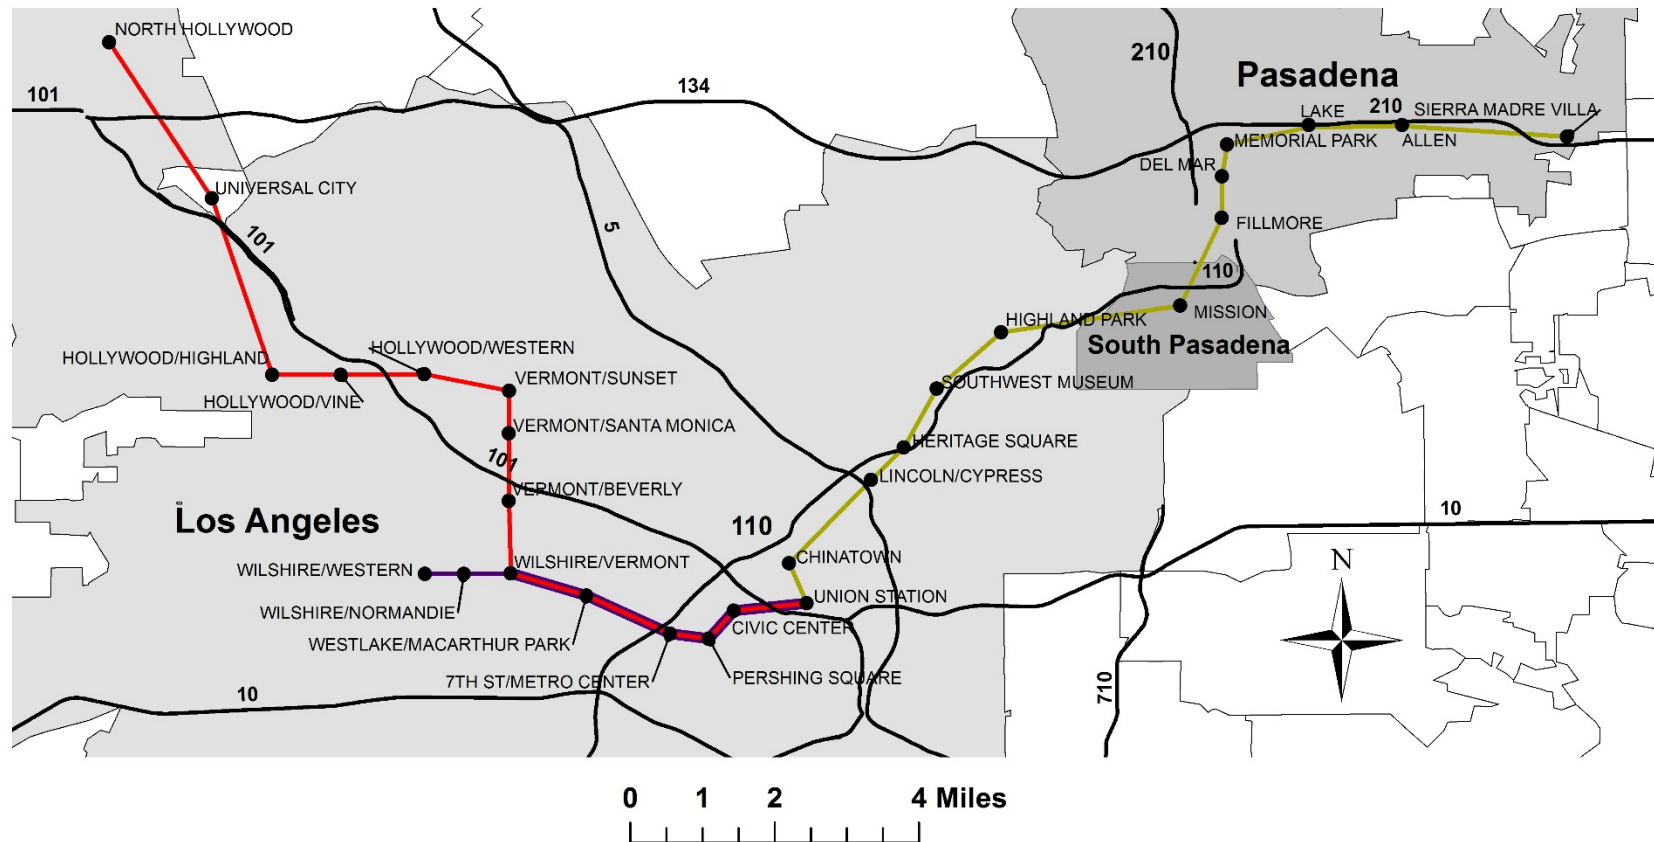 NORTH HOLLYWOOD
210
Pasadena
101
134
LAKE
210
SIERRA MADRE VILLA
MEMORIAL PARK
ALLEN
DEL MAR
UNIVERSAL CITY
5
FILLMORE
101
110
MISSION
HIGHLAND PARK
South Pasadena
HOLLYWOOD/WESTERN
HOLLYWOOD/HIGHLAND
VERMONT/SUNSET
SOUTHWEST MUSEUM
HOLLYWOOD/VINE
VERMONT/SANTA MONICA
HERITAGE SQUARE
101
LINCOLN/CYPRESS
VERMONT/BEVERLY
Los Angeles
110
10
WILSHIRE/VERMONT
CHINATOWN
N
WILSHIRE/WESTERN
UNION STATION
WILSHIRE/NORMANDIE
CIVIC CENTER
WESTLAKE/MACARTHUR PARK
7TH ST/METRO CENTER
PERSHING SQUARE
10
710
0 1 2 4 Miles